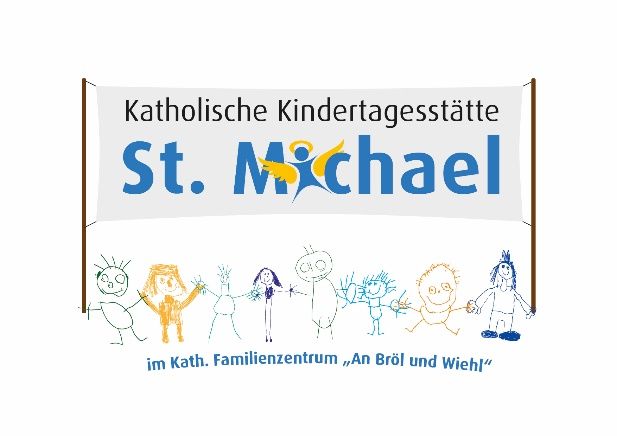 Katholische Kindertagesstätte
St. Michael
im Kath. Familienzentrum „An Bröl und Wiehl“